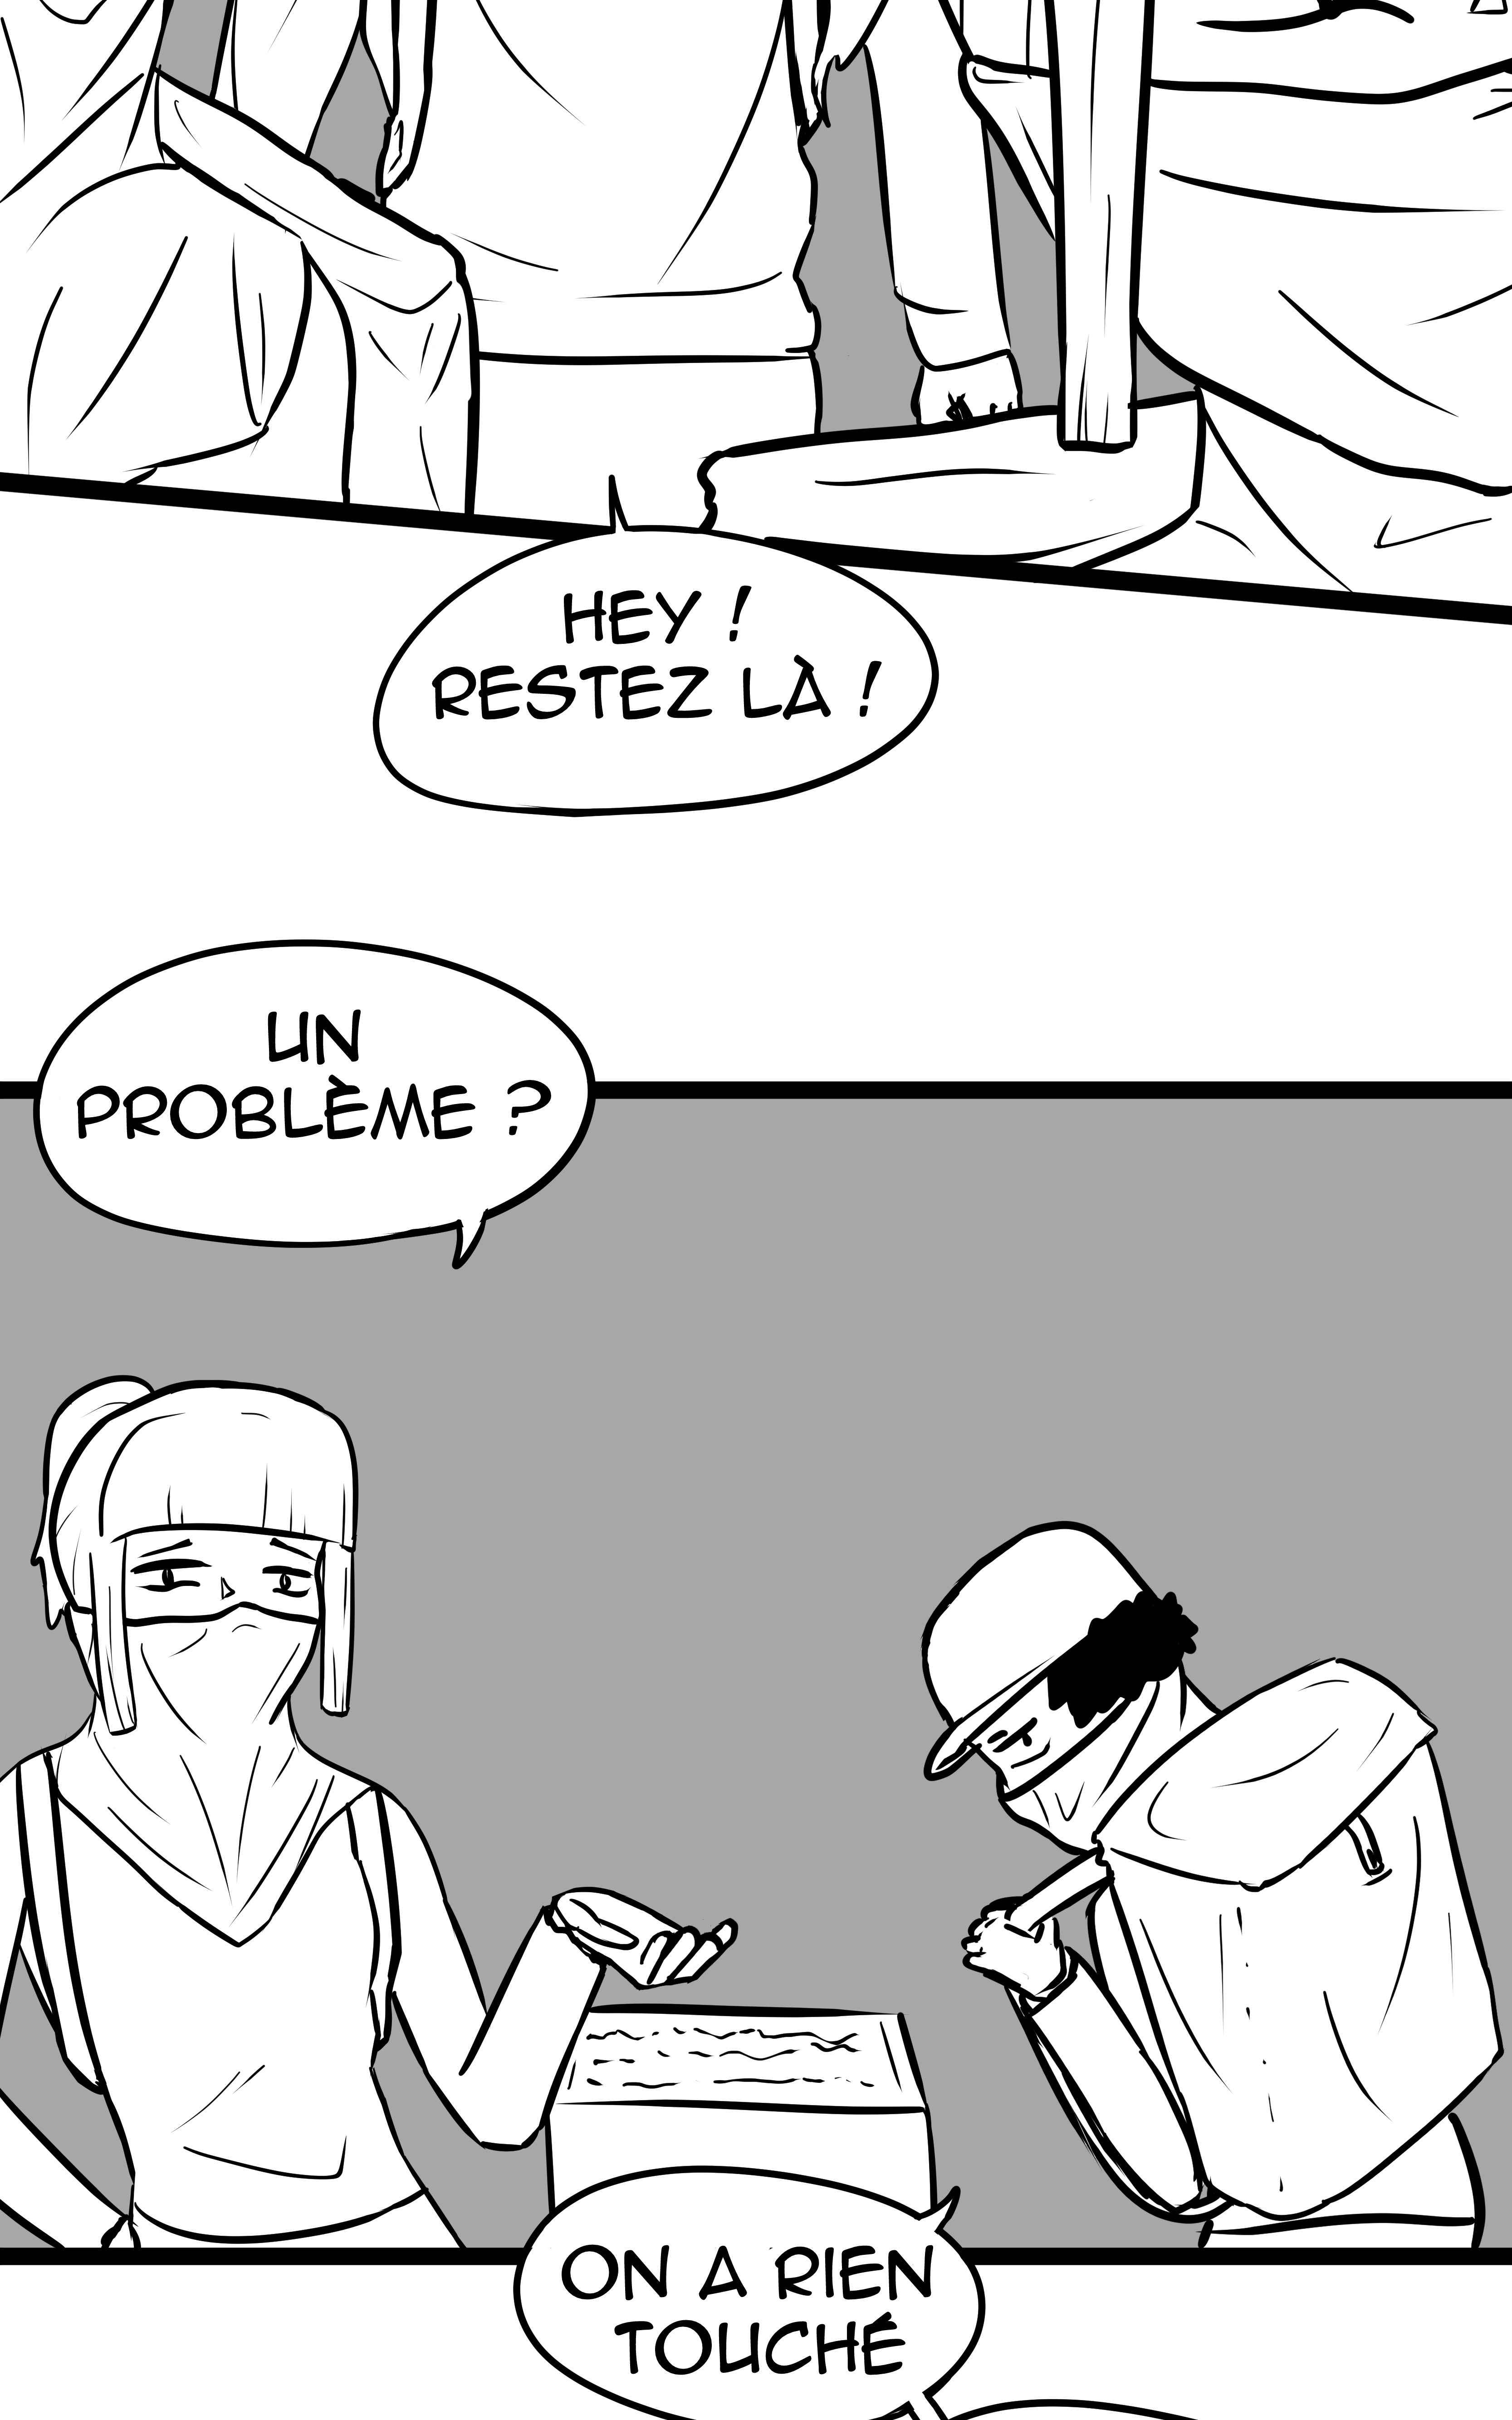 HEY !
RESTEZ LÀ !
UN
PROBLÈME ?
ON A RIEN
TOUCHÉ